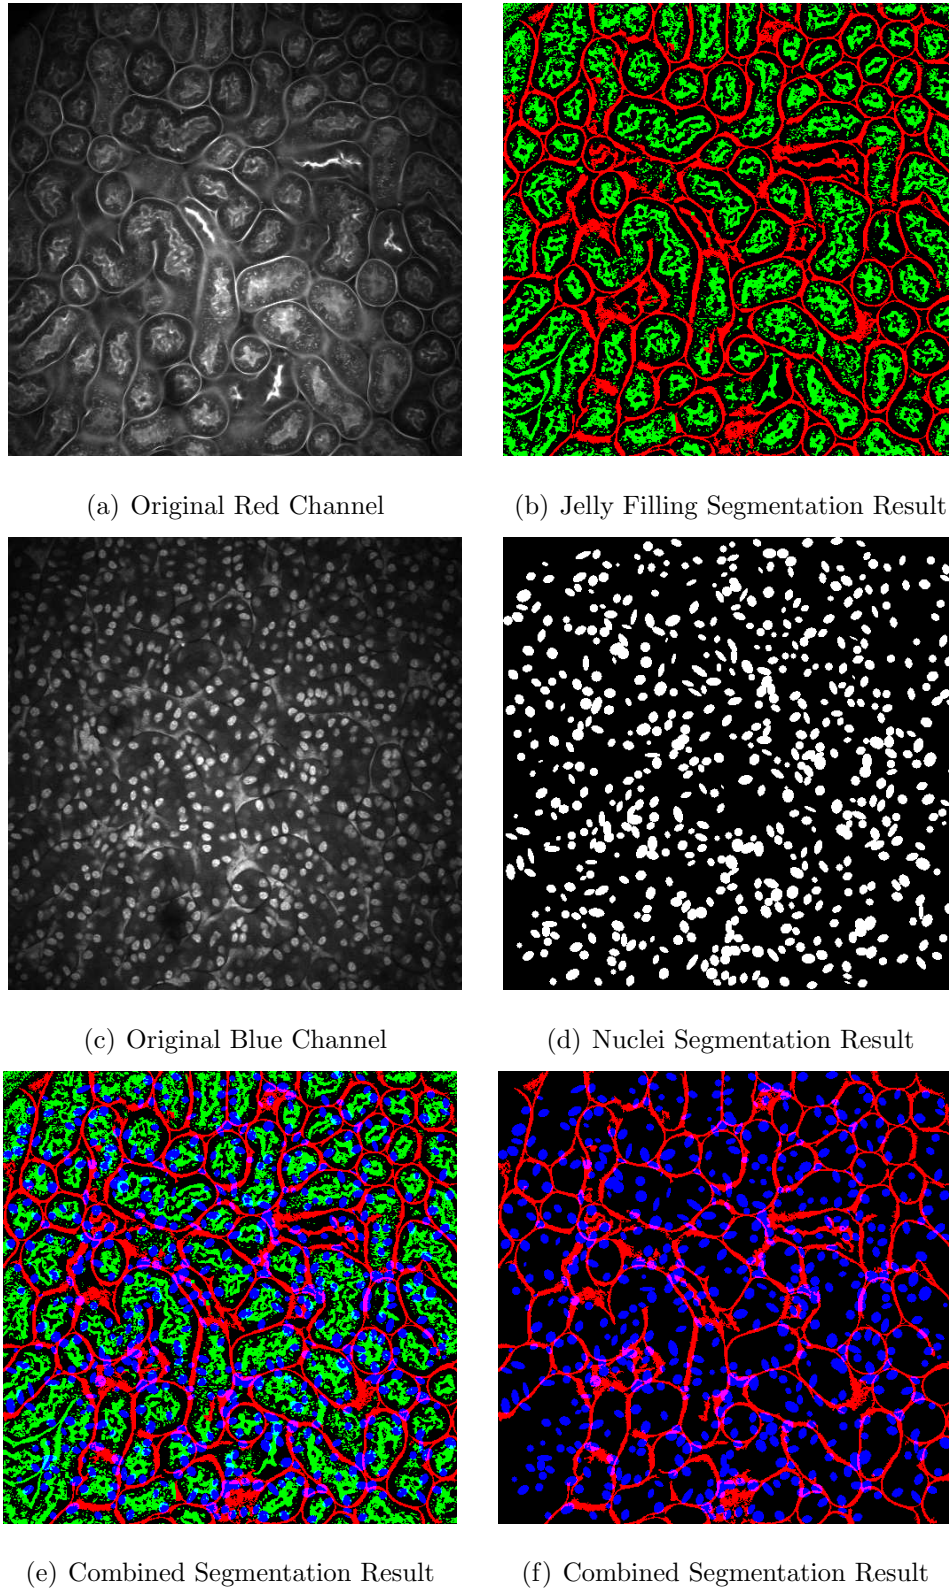 (a) Original Red Channel
(b) Jelly Filling Segmentation Result
(c) Original Blue Channel
(d) Nuclei Segmentation Result
(e) Combined Segmentation Result
(f) Combined Segmentation Result